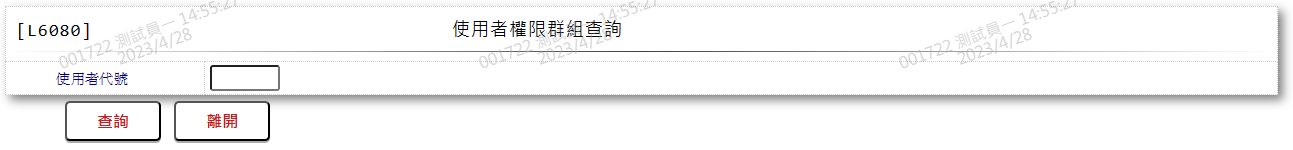 [L6080]
使用者權限群組查詢
001722 測試員一 14:55:27
2023/4/28
001722 測試員一 14:55:27
2023/4/28
001722 測試員一 14:55:27
2023/4/28
使用者代號
查詢 離開